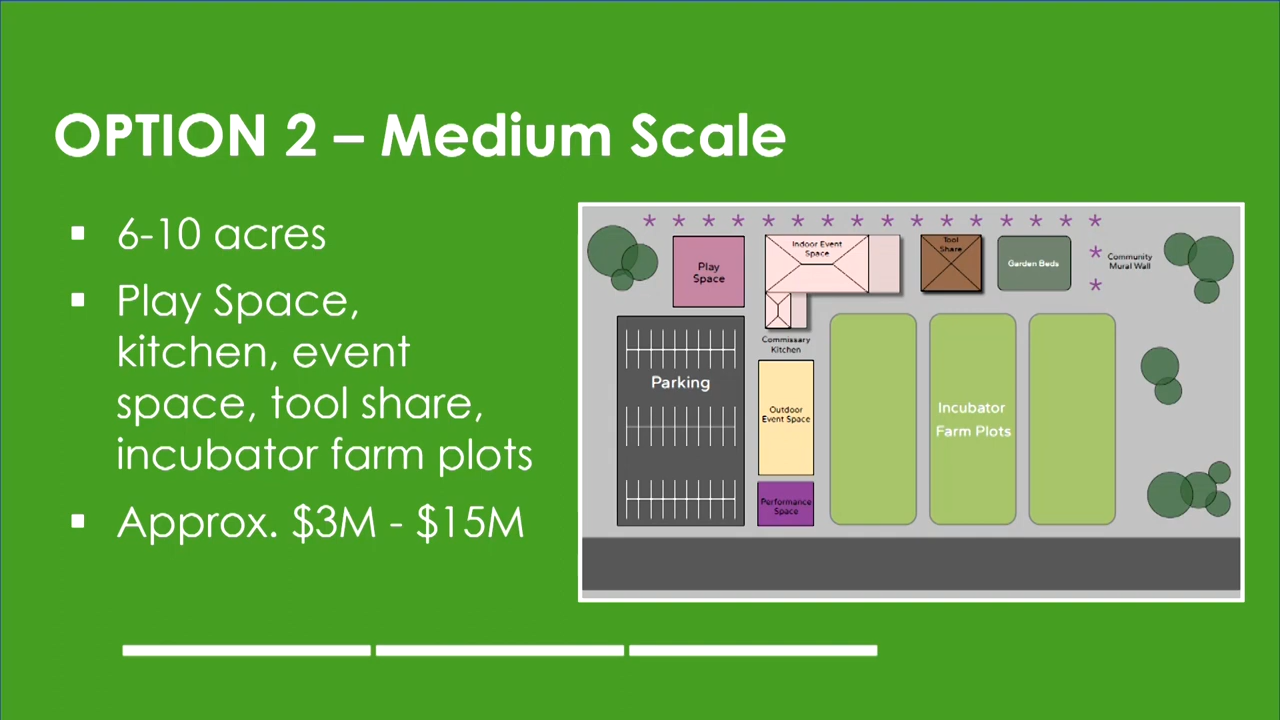 OPTION 2 – Medium Scale
▪ 6-10 acres
▪ Play Space,
kitchen, event
space, tool share,
incubator farm plots
▪ Approx. $3M - $15M
* * * * * * * * * * * * * * * *
Play
Space
Indoor Event
Space
Tool
Share
Garden Beds
*
Community
Mural Wall
*
Commissary
Kitchen
Parking
Outdoor
Event Space
Incubator
Farm Plots
Performance
Space